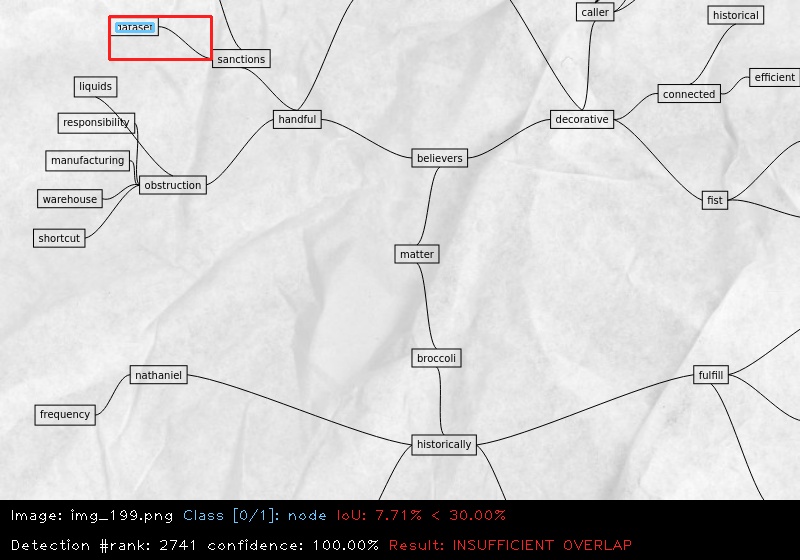 caller
historical
dataset
sanctions
efficient
liquids
connected
responsibility
handful
decorative
manufacturing
believers
obstruction
warehouse
fist
shortcut
matter
broccoli
nathaniel
fulfill
frequency
historically
Image: img_199.png Class [0/1]: node IoU: 7.71% < 30.00%
Detection #rank: 2741 confidence: 100.00% Result: INSUFFICIENT OVERLAP